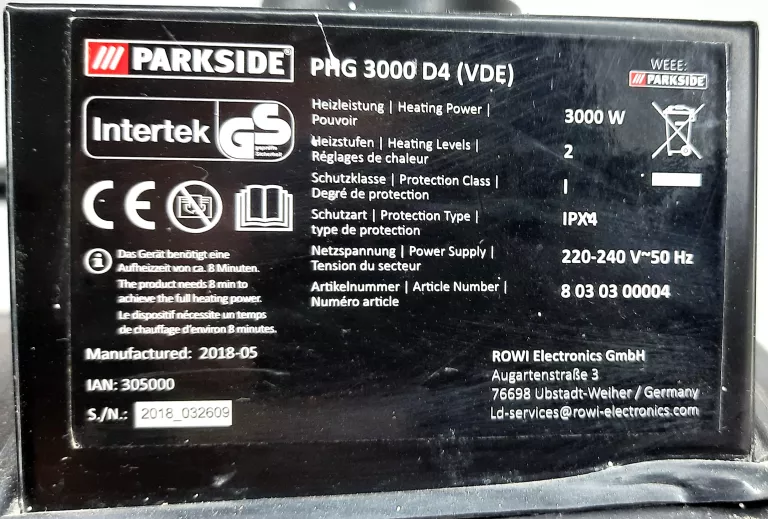 PARKSIDE®
PHG 3000 D4 (VDE)
WEEE:
PARKSIDE
Intertek
GS
geprüfte
Sicherheit
Heizleistung | Heating Power |
Pouvoir
3000 W
Heizstufen | Heating Levels |
Réglages de chaleur
2
Schutzklasse | Protection Class |
Degré de protection
I
Schutzart | Protection Type |
type de protection
IPX4
Netzspannung | Power Supply |
Tension du secteur
220-240 V~50 Hz
Artikelnummer | Article Number |
Numéro article
8 03 03 00004
CE
Das Gerät benötigt eine
Aufheizzeit von ca. 8 Minuten.
The product needs 8 min to
achieve the full heating power.
Le dispositif nécessite un temps
de chauffage d'environ 8 minutes.
Manufactured: 2018-05
IAN: 305000
S./N.: 2018_032609
ROWI Electronics GmbH
Augartenstraße 3
76698 Ubstadt-Weiher / Germany
Ld-services@rowi-electronics.com